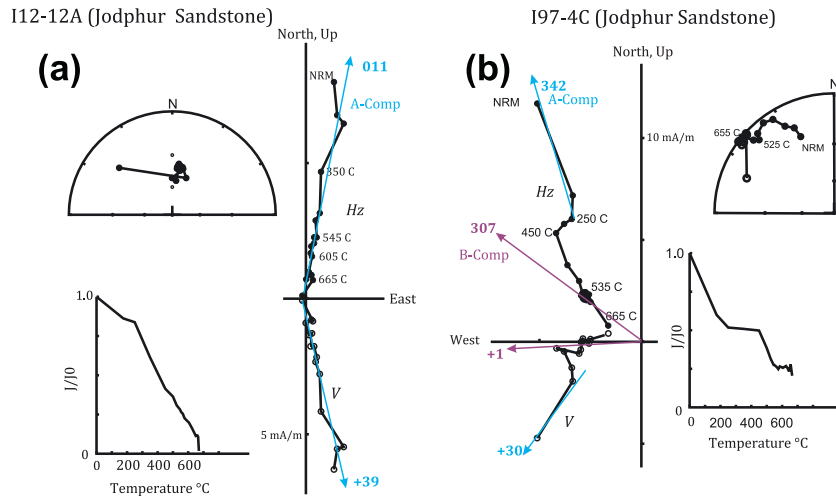 I12-12A (Jodphur Sandstone)
(a)
North, Up
011
NRM
A-Comp
N
350 C
Hz
545 C
605 C
665 C
East
V
5 mA/m
+39
1.0
J/J0
0
0 200 400 600 800
Temperature °C
I97-4C (Jodphur Sandstone)
(b)
North, Up
342
A-Comp
NRM
10 mA/m
Hz
250 C
450 C
307
B-Comp
535 C
665 C
West
+1
V
+30
N
655 C
525 C
NRM
1.0
J/J0
0
0 200 400 600 800
Temperature °C